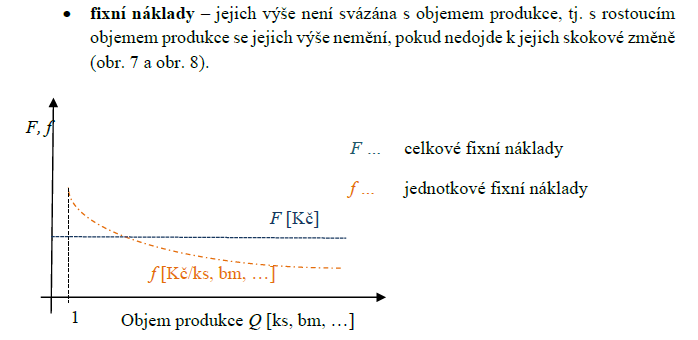 • fixní náklady – jejich výše není svázána s objemem produkce, tj. s rostoucím
objemem produkce se jejich výše nemění, pokud nedojde k jejich skokové změně
(obr. 7 a obr. 8).
F, f
F ... celkové fixní náklady
f ... jednotkové fixní náklady
F [Kč]
f [Kč/ks, bm, …]
1
Objem produkce Q [ks, bm, …]